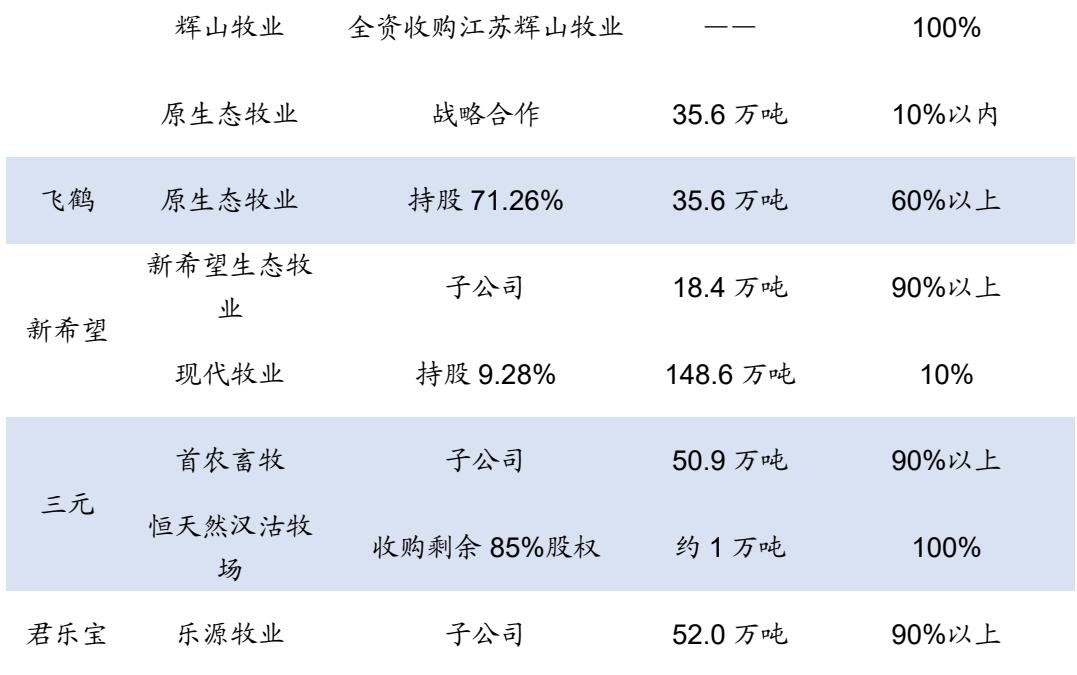 辉山牧业 全资收购江苏辉山牧业 —— 100%
原生态牧业 战略合作 35.6 万吨 10%以内
飞鹤 原生态牧业 持股 71.26% 35.6 万吨 60%以上
新希望
新希望生态牧
业
子公司 18.4 万吨 90%以上
现代牧业 持股 9.28% 148.6 万吨 10%
三元
首农畜牧 子公司 50.9 万吨 90%以上
恒天然汉沽牧
场
收购剩余 85%股权 约 1 万吨 100%
君乐宝 乐源牧业 子公司 52.0 万吨 90%以上